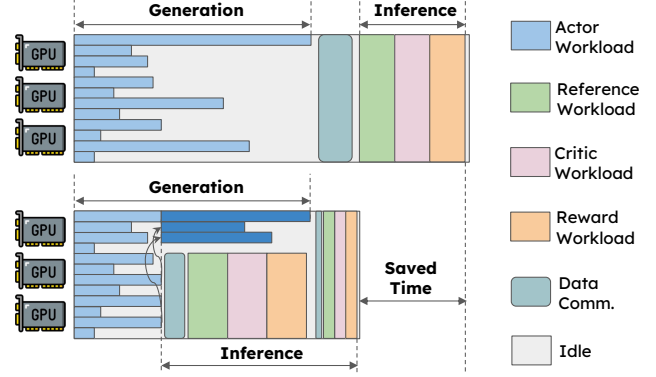 Generation
Inference
GPU
GPU
GPU
Generation
GPU
GPU
GPU
Saved
Time
Inference
Actor
Workload
Reference
Workload
Critic
Workload
Reward
Workload
Data
Comm.
Idle